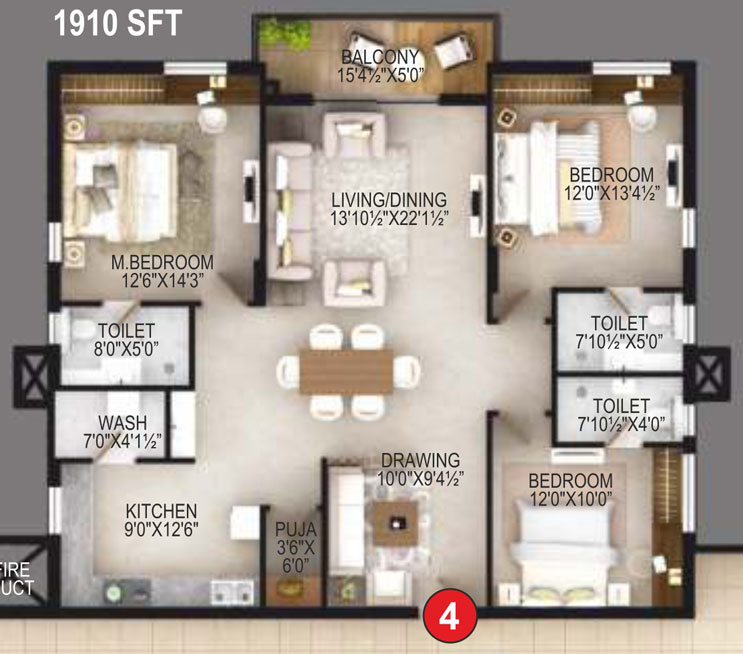 1910 SFT
BALCONY
15'4½"X5'0"
BEDROOM
12'0"X13'4½"
LIVING/DINING
13'10½"X22'1½"
M.BEDROOM
12'6"X14'3"
TOILET
8'0"X5'0"
TOILET
7'10½"X5'0"
TOILET
7'10½"X4'0"
WASH
7'0"X4'1½"
DRAWING
10'0"X9'4½"
BEDROOM
12'0"X10'0"
KITCHEN
9'0"X12'6"
PUJA
3'6"X
6'0"
FIRE
UCT
4